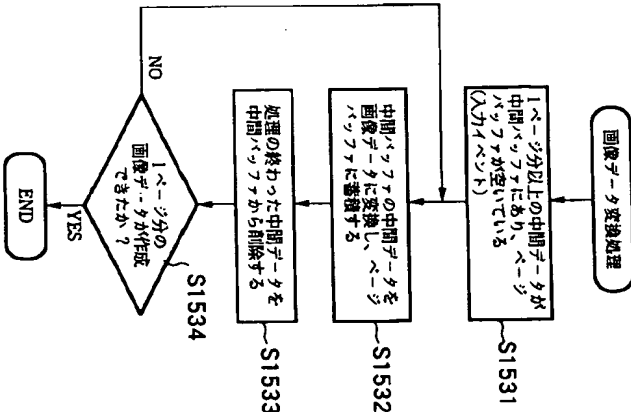 画像データ変換処理
1ページ分以上の中間データが
中間バッファにあり、ページ
バッファが空いている
(入力イベント)
S1531
中間バッファの中間データを
画像データに変換し、ページ
バッファに蓄積する
S1532
処理の終わった中間データを
中間バッファから削除する
S1533
1ページ分の
画像データが作成
できたか?
S1534
NO
YES
END